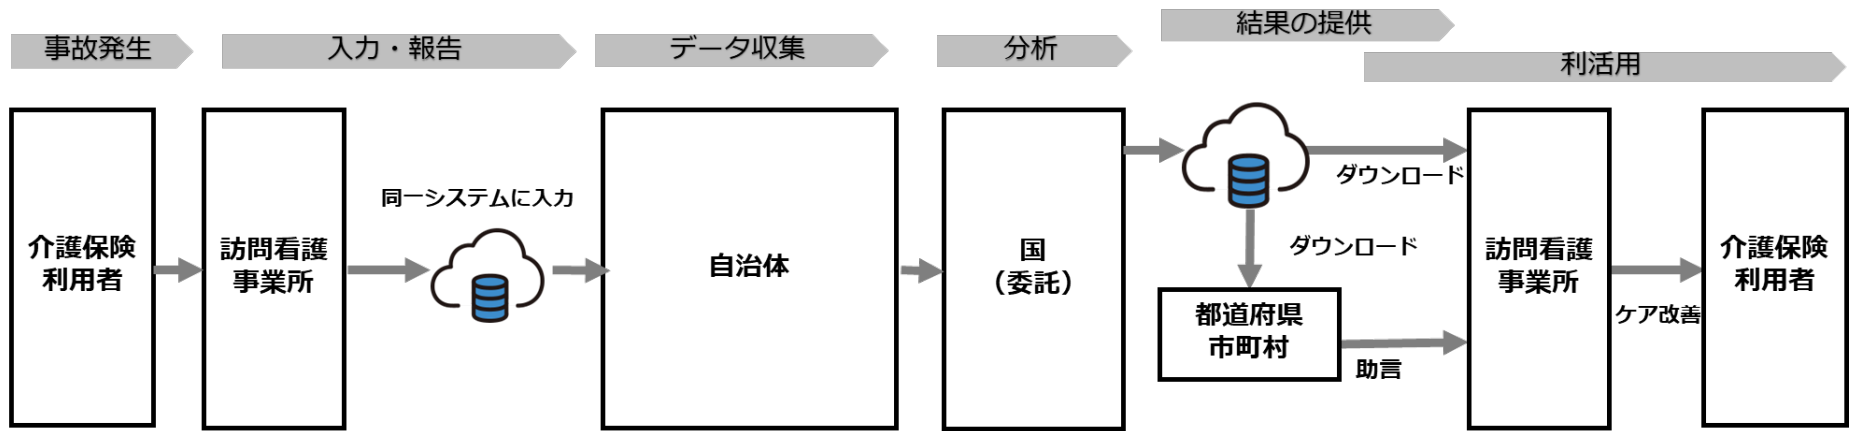 事故発生
入力・報告
データ収集
分析
結果の提供
利活用
介護保険
利用者
訪問看護
事業所
同一システムに入力
自治体
国
（委託）
ダウンロード
ダウンロード
都道府県
市町村
助言
訪問看護
事業所
ケア改善
介護保険
利用者